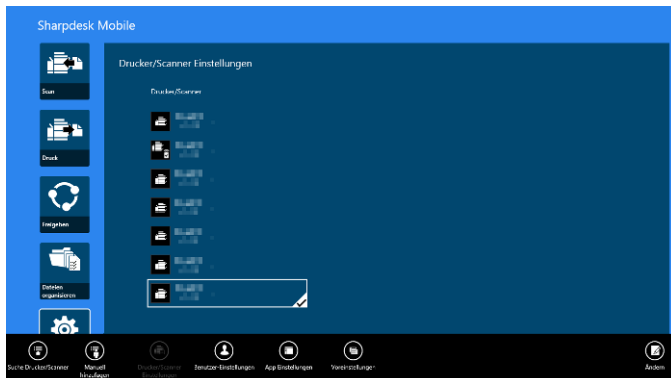 Sharpdesk Mobile
Drucker/Scanner Einstellungen
Drucker/Scanner
Scan
Druck
Freigeben
Dateien
organisieren
Suche Drucker/Scanner
Manuell
hinzufügen
Drucker/Scanner
Einstellungen
Benutzer-Einstellungen
App Einstellungen
Voreinstellungen
Ändern